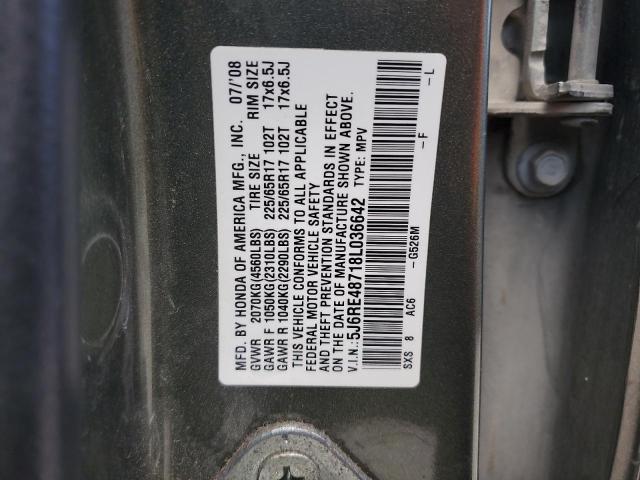 MFD. BY HONDA OF AMERICA MFG., INC. 07/'08
GVWR 2070KG(4560LBS) TIRE SIZE RIM SIZE
GAWR F 1050KG(2310LBS) 225/65R17 102T 17x6.5J
GAWR R 1040KG(2290LBS) 225/65R17 102T 17x6.5J
THIS VEHICLE CONFORMS TO ALL APPLICABLE
FEDERAL MOTOR VEHICLE SAFETY
AND THEFT PREVENTION STANDARDS IN EFFECT
ON THE DATE OF MANUFACTURE SHOWN ABOVE.
V.I.N.: 5J6RE48718L036642 TYPE: MPV
SXS 8 AC6 -G526M -F -L